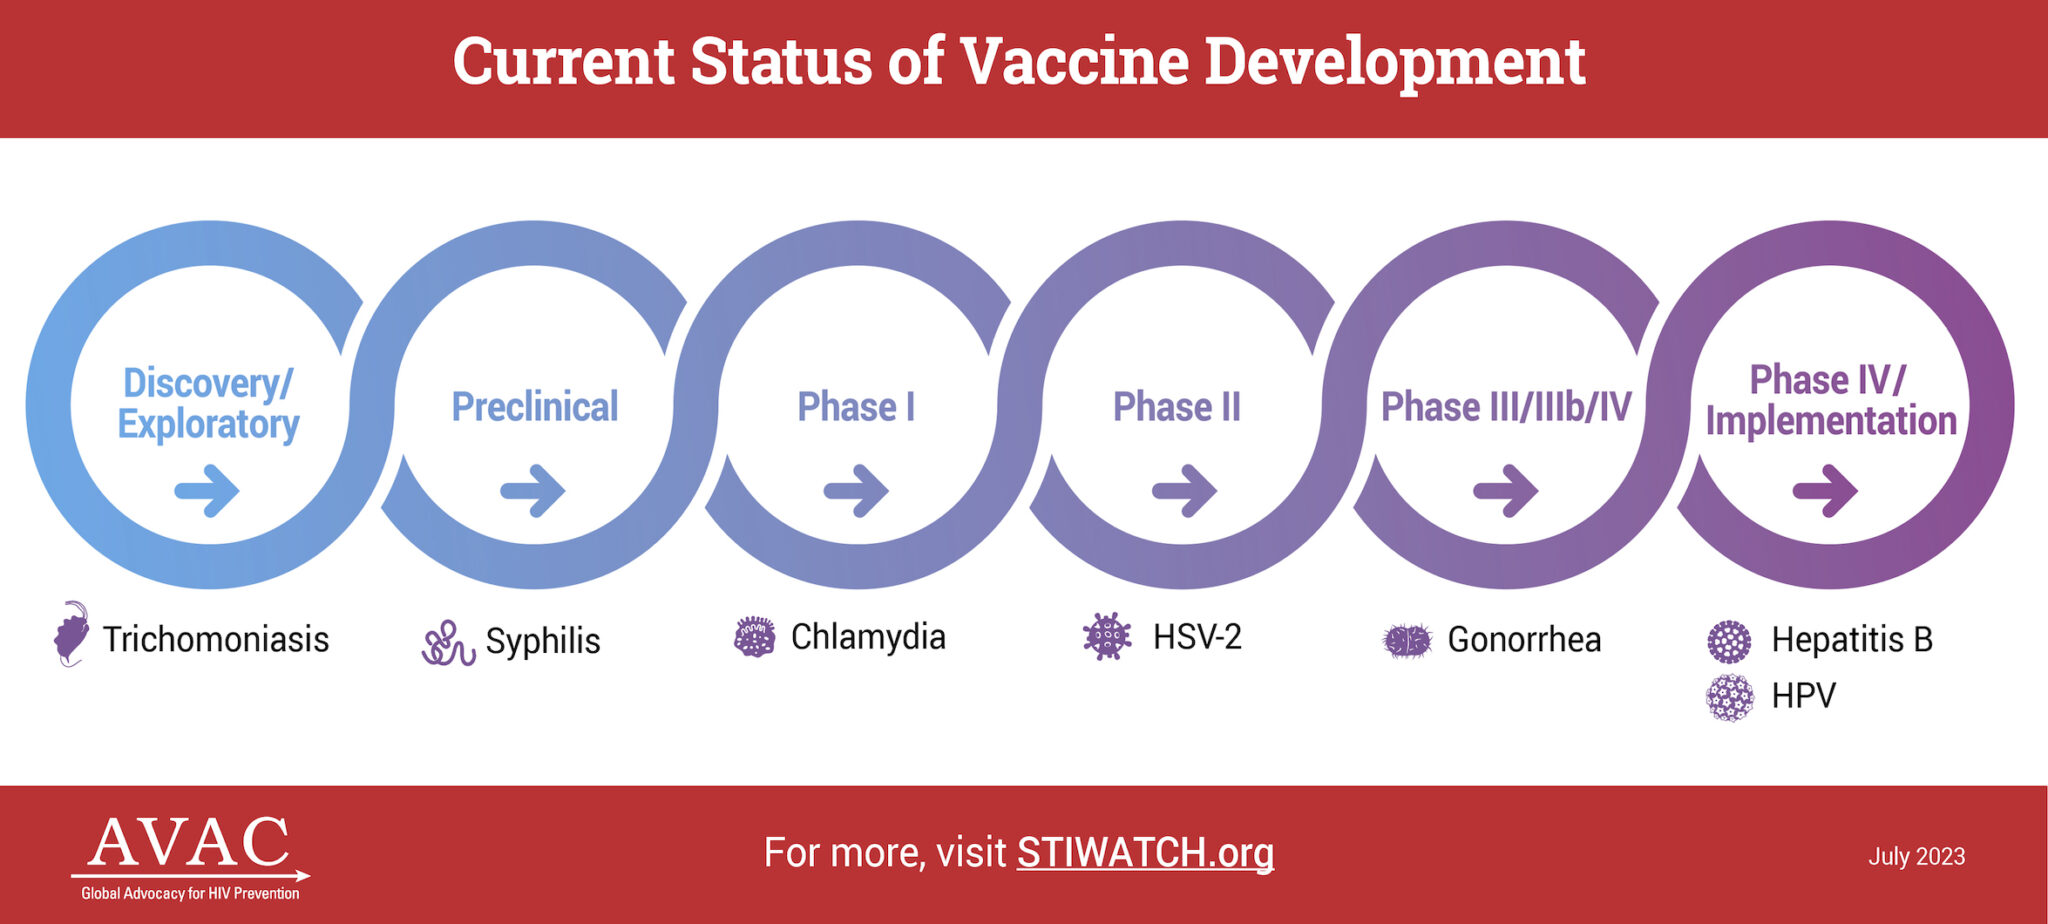 Current Status of Vaccine Development
Discovery/
Exploratory
Preclinical
Phase I
Phase II
Phase III/IIIb/IV
Phase IV/
Implementation
Trichomoniasis
Syphilis
Chlamydia
HSV-2
Gonorrhea
Hepatitis B
HPV
AVAC
Global Advocacy for HIV Prevention
For more, visit STIWATCH.org
July 2023